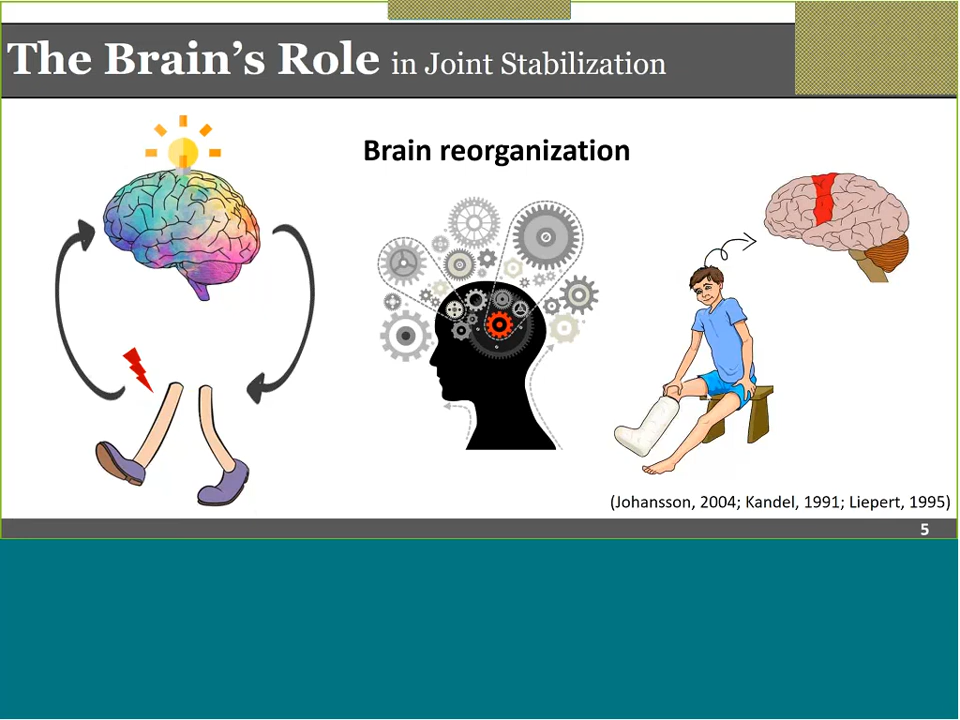 The Brain's Role in Joint Stabilization
Brain reorganization
(Johansson, 2004; Kandel, 1991; Liepert, 1995)
5